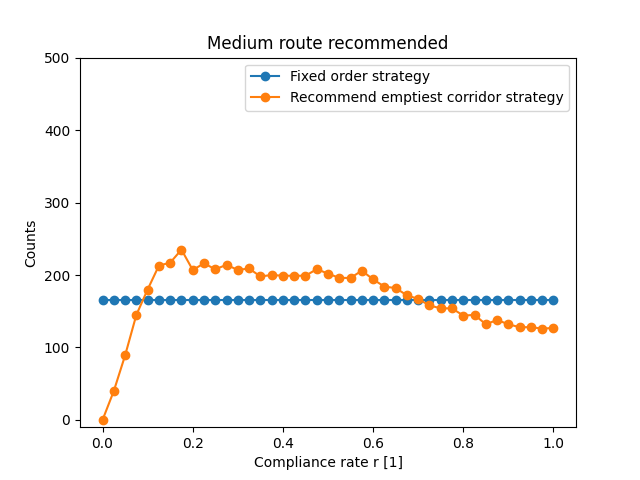 Medium route recommended
Fixed order strategy
Recommend emptiest corridor strategy
Counts
500
400
300
200
100
0
0.0 0.2 0.4 0.6 0.8 1.0
Compliance rate r [1]